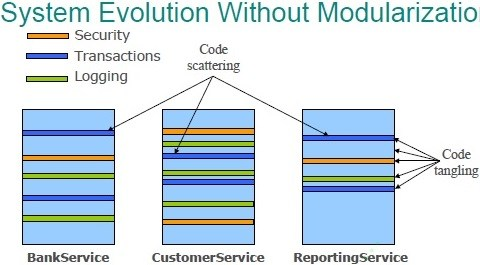 System Evolution Without Modularizatio
Security
Transactions
Logging
Code
scattering
Code
tangling
BankService
CustomerService
ReportingService